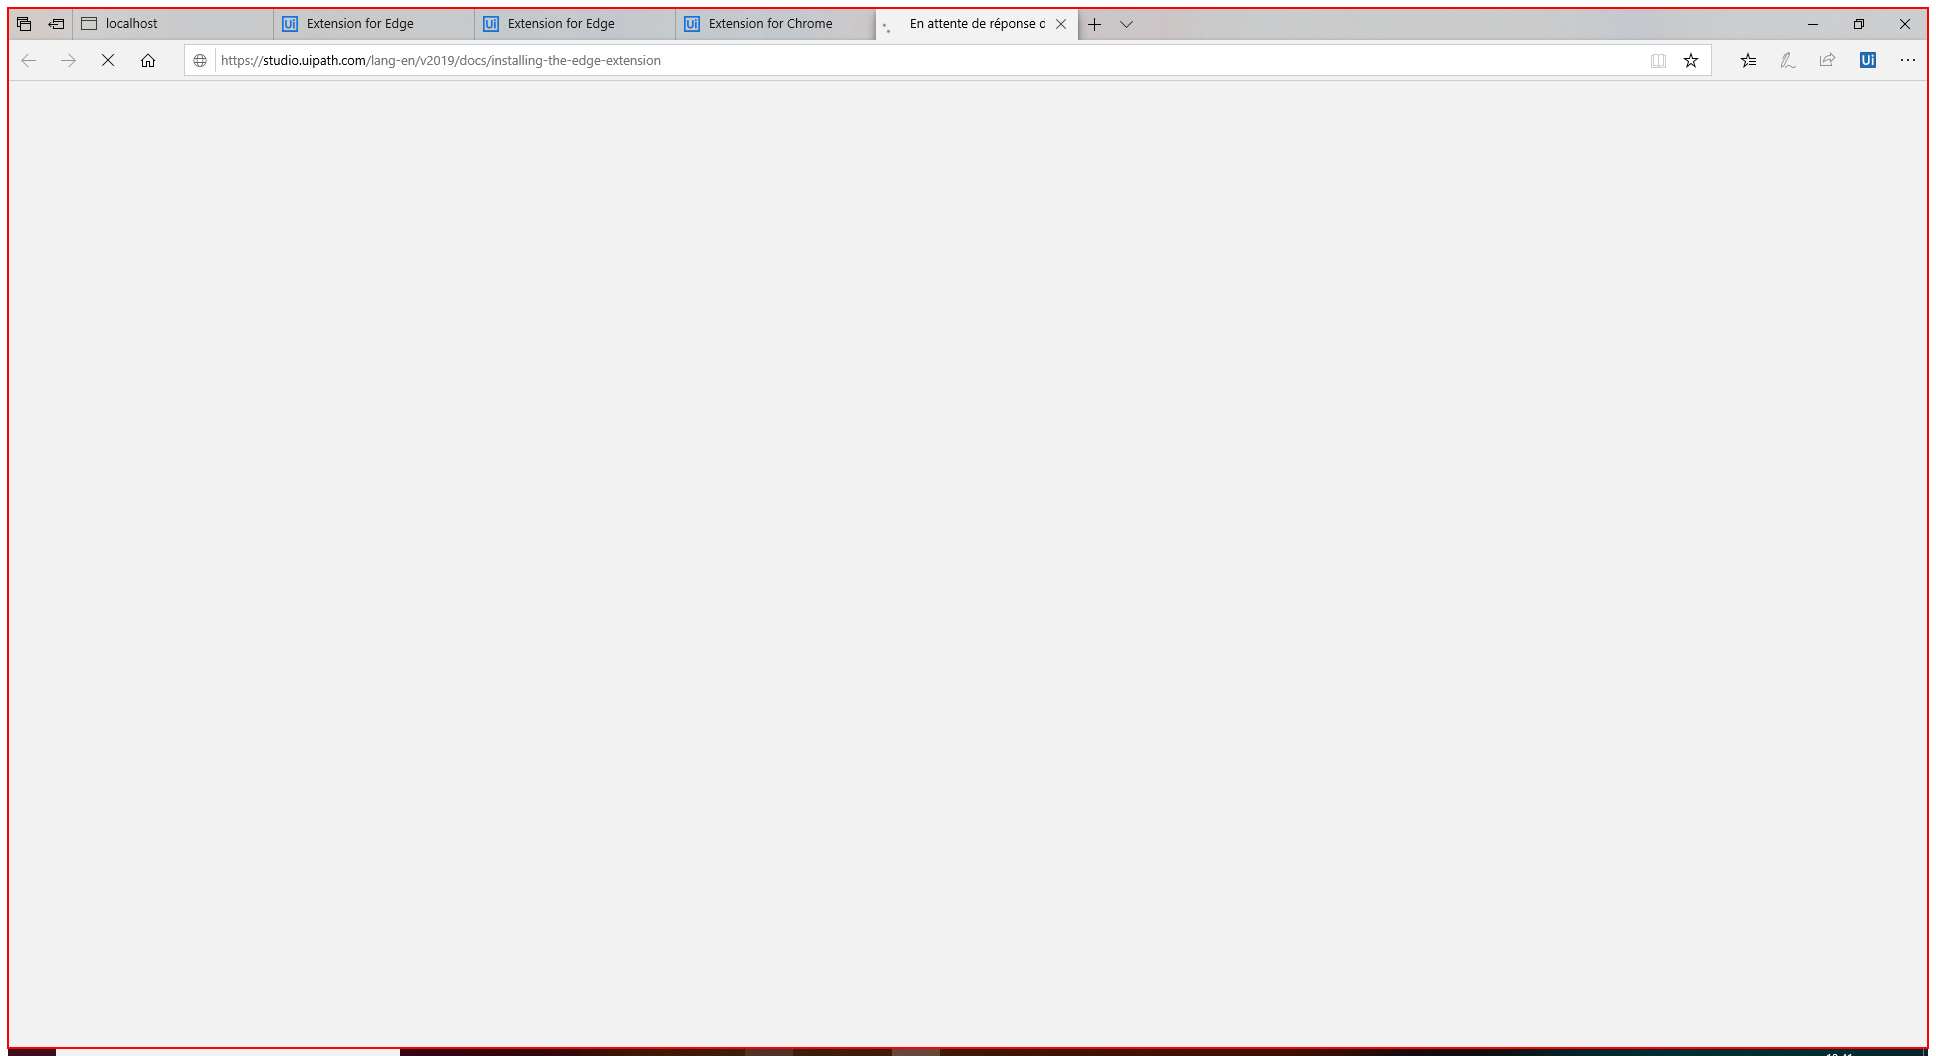 localhost
Ui Extension for Edge
Ui Extension for Edge
Ui Extension for Chrome
En attente de réponse d
https://studio.uipath.com/lang-en/v2019/docs/installing-the-edge-extension
Ui